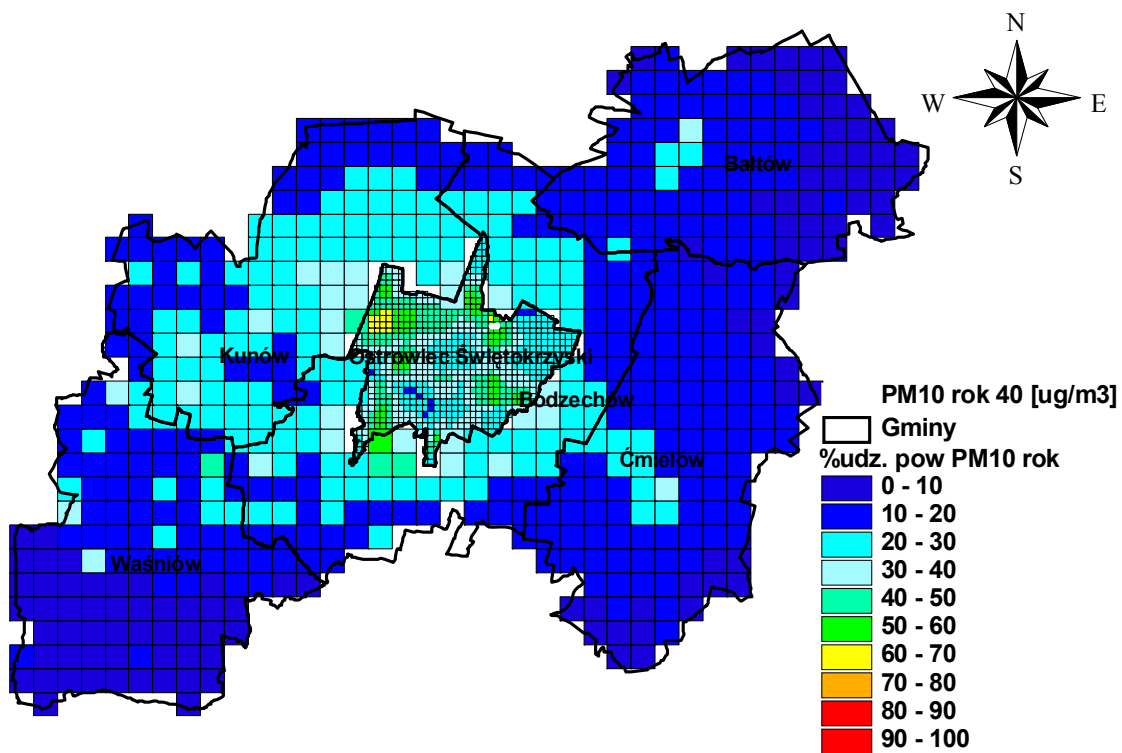 N
W
E
S
Bałtów
Kunów
Ostrowiec Świętokrzyski
Bodzechów
Ćmielów
Waśniów
PM10 rok 40 [ug/m3]
Gminy
%udz. pow PM10 rok
0 - 10
10 - 20
20 - 30
30 - 40
40 - 50
50 - 60
60 - 70
70 - 80
80 - 90
90 - 100